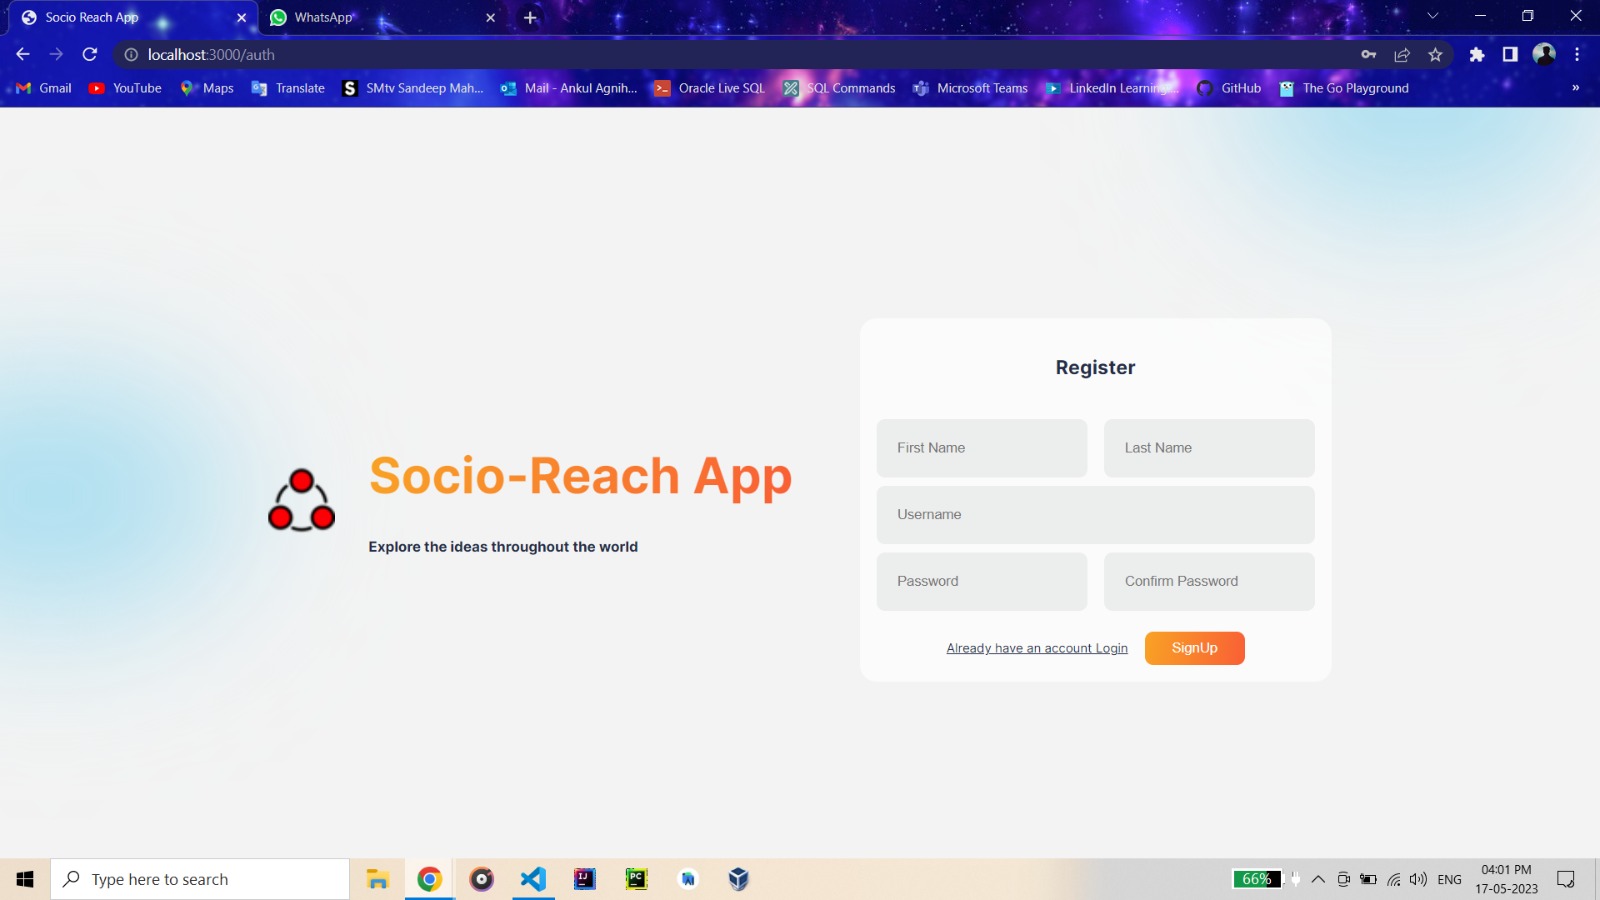 Socio Reach App
WhatsApp
localhost:3000/auth
Gmail
YouTube
Maps
Translate
SMtv Sandeep Mah...
Mail - Ankul Agnih...
Oracle Live SQL
SQL Commands
Microsoft Teams
LinkedIn Learning...
GitHub
The Go Playground
»
Register
First Name
Last Name
Socio-Reach App
Username
Explore the ideas throughout the world
Password
Confirm Password
Already have an account Login
SignUp
Type here to search
66%
ENG
04:01 PM
17-05-2023